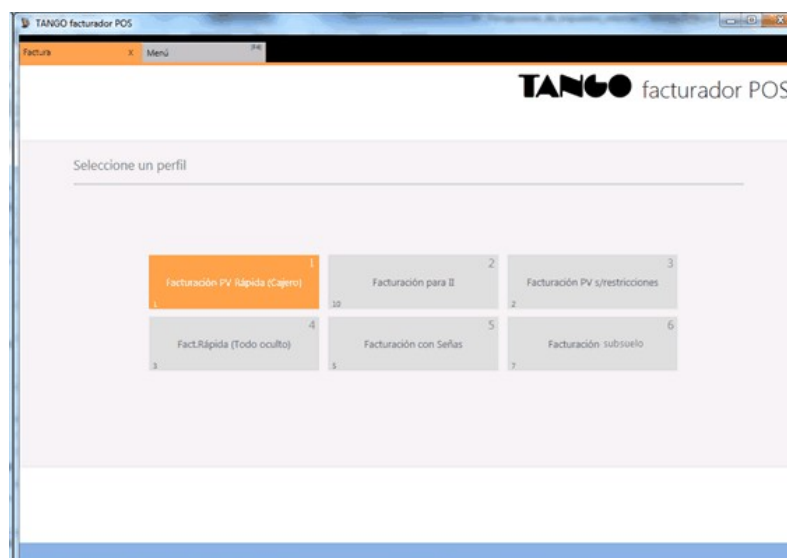 TANGO facturador POS
Factura X Menú [F4]
TANGO facturador POS
Seleccione un perfil
1 2 3
Facturación PV Rápida (Cajero) Facturación para II Facturación PV s/restricciones
1 10 2
4 5 6
Fact.Rápida (Todo oculto) Facturación con Señas Facturación subsuelo
3 5 7